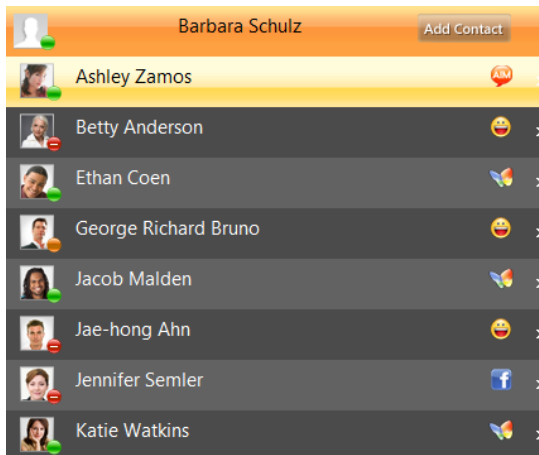 Barbara Schulz
Add Contact
Ashley Zamos
AIM
Betty Anderson
Ethan Coen
George Richard Bruno
Jacob Malden
Jae-hong Ahn
Jennifer Semler
f
Katie Watkins